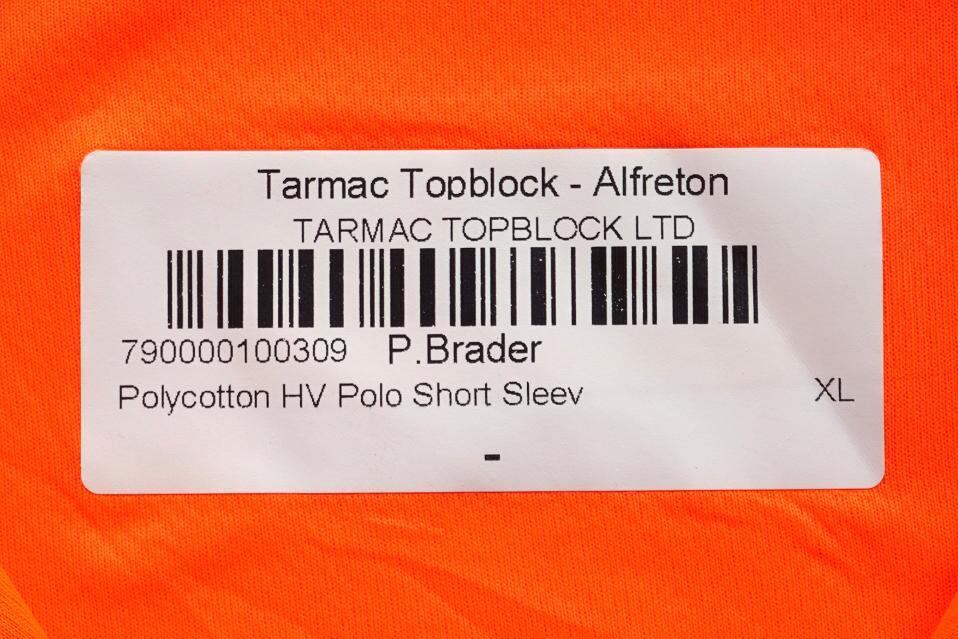 Tarmac Topblock - Alfreton
TARMAC TOPBLOCK LTD
790000100309 P.Brader
Polycotton HV Polo Short Sleev XL
-